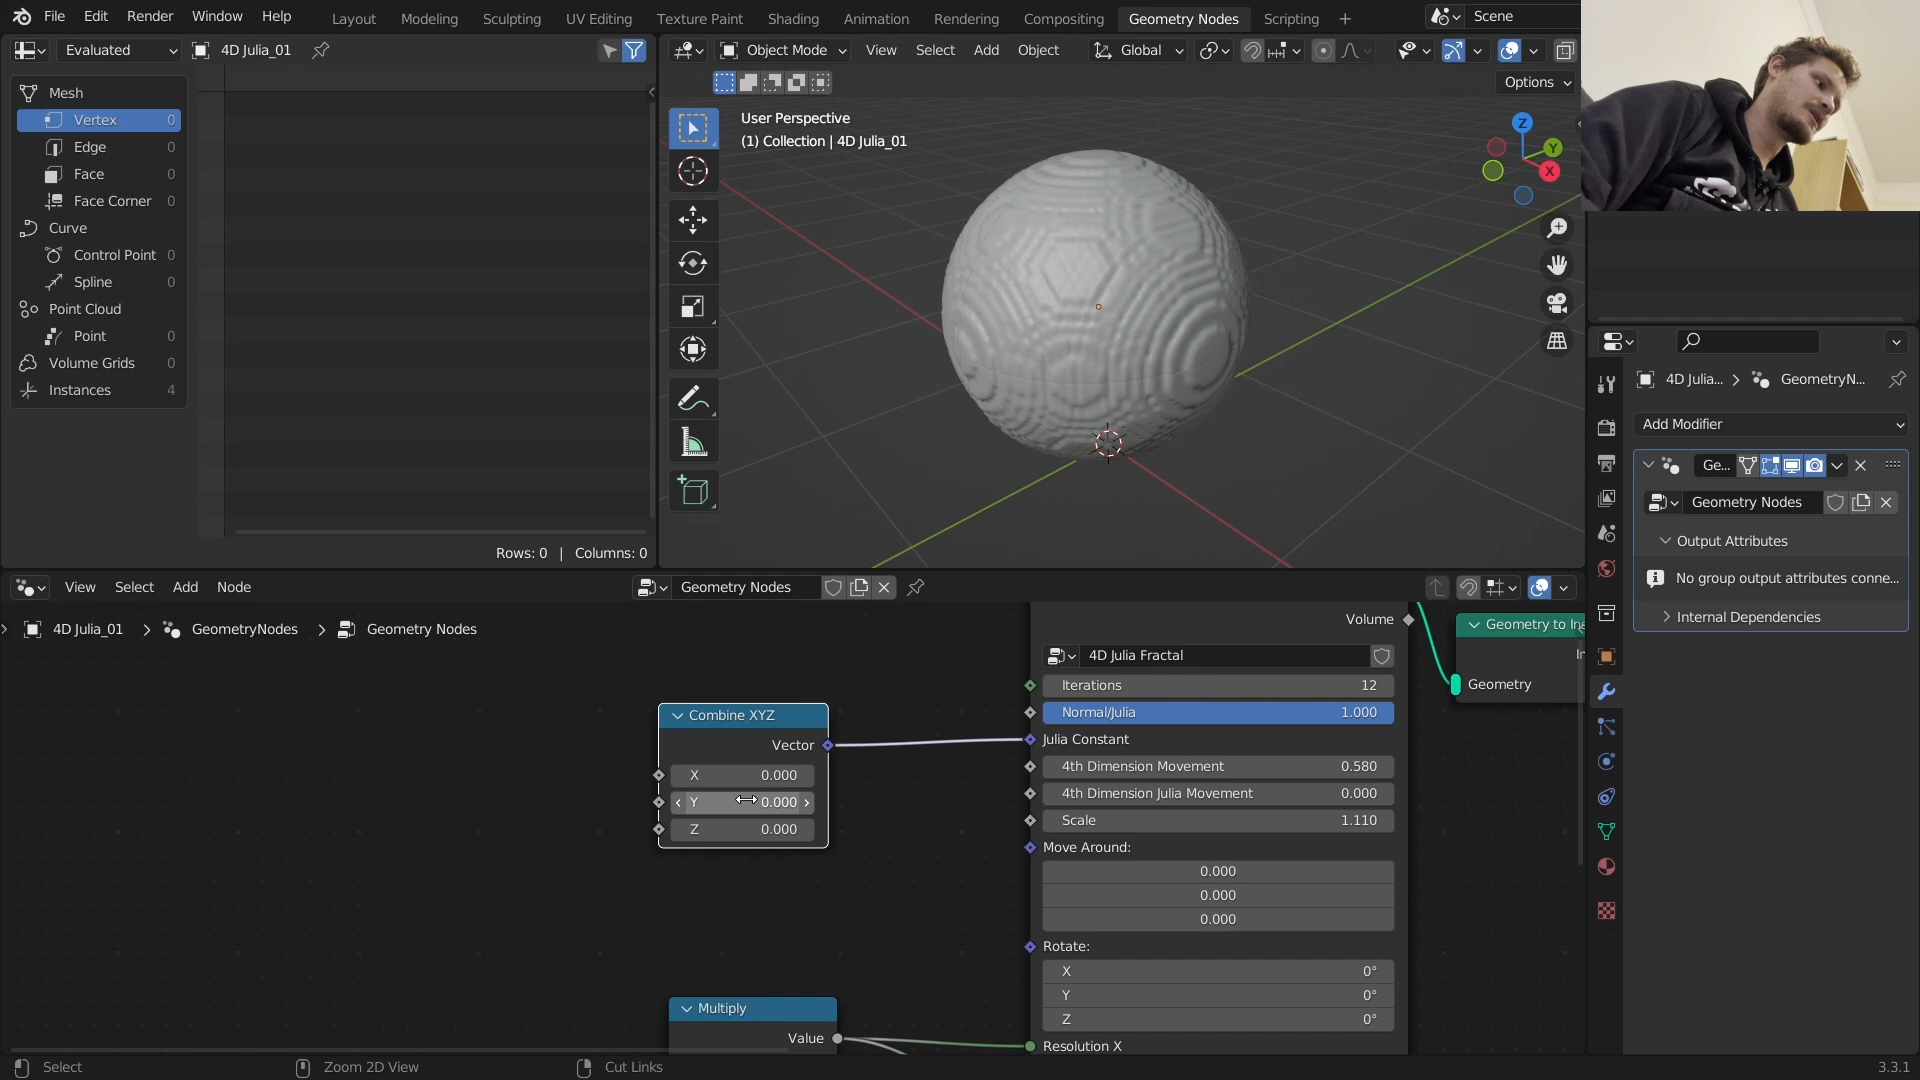 File Edit Render Window Help Layout Modeling Sculpting UV Editing Texture Paint Shading Animation Rendering Compositing Geometry Nodes Scripting + Scene
Evaluated 4D Julia_01
Object Mode View Select Add Object Global
Options
Mesh
Vertex 0
Edge 0
Face 0
Face Corner 0
Curve
Control Point 0
Spline 0
Point Cloud
Point 0
Volume Grids 0
Instances 4
Rows: 0 | Columns: 0
User Perspective
(1) Collection | 4D Julia_01
Z
Y
X
4D Julia... > GeometryN...
Add Modifier
Ge...
Geometry Nodes
Output Attributes
No group output attributes conne...
Internal Dependencies
View Select Add Node Geometry Nodes
4D Julia_01 > GeometryNodes > Geometry Nodes
Combine XYZ
Vector
X 0.000
Y 0.000
Z 0.000
Multiply
Value
Volume
4D Julia Fractal
Iterations 12
Normal/Julia 1.000
Julia Constant
4th Dimension Movement 0.580
4th Dimension Julia Movement 0.000
Scale 1.110
Move Around:
0.000
0.000
0.000
Rotate:
X 0°
Y 0°
Z 0°
Resolution X
Geometry to Ins
In
Geometry
Select Zoom 2D View Cut Links 3.3.1